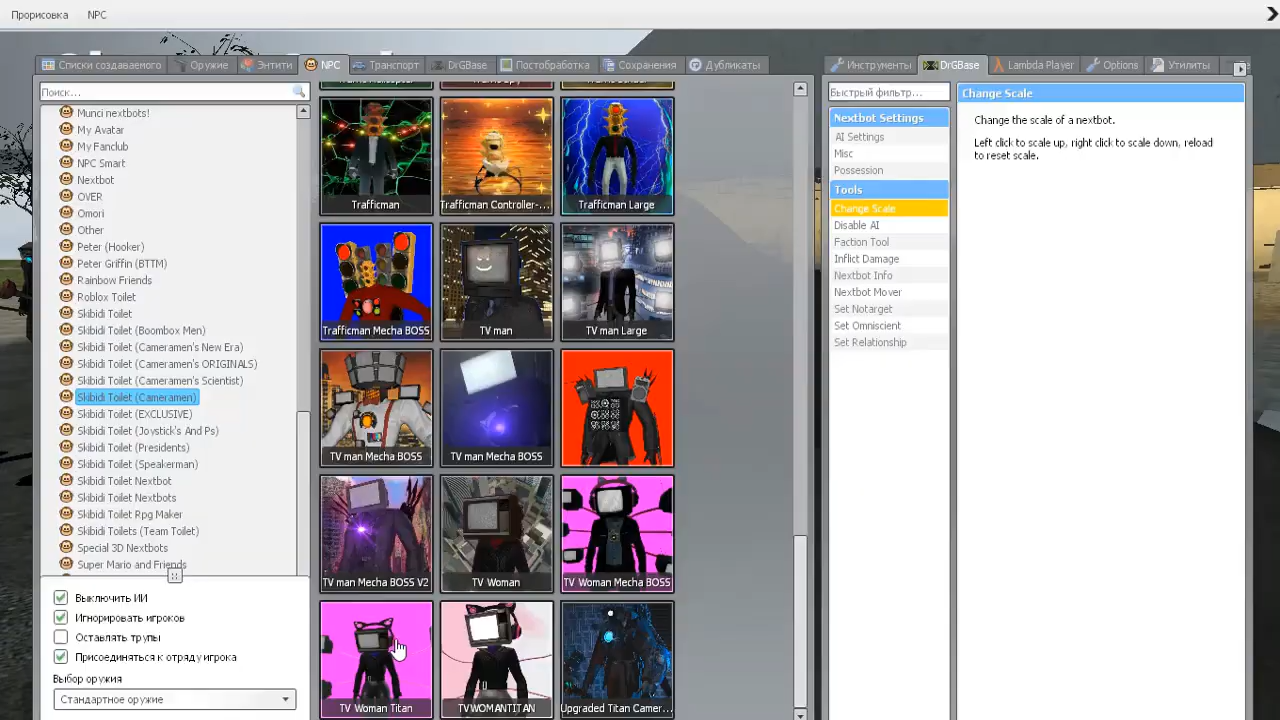 Прорисовка NPC
Списки создаваемого Оружие Энтити NPC Транспорт DrGBase Постобработка Сохранения Дубликаты
Инструменты DrGBase Lambda Player Options Утилиты
Поиск...
Munci nextbots!
My Avatar
My Fanclub
NPC Smart
Nextbot
OVER
Omori
Other
Peter (Hooker)
Peter Griffin (BTTM)
Rainbow Friends
Roblox Toilet
Skibidi Toilet
Skibidi Toilet (Boombox Men)
Skibidi Toilet (Cameramen's New Era)
Skibidi Toilet (Cameramen's ORIGINALS)
Skibidi Toilet (Cameramen's Scientist)
Skibidi Toilet (Cameramen)
Skibidi Toilet (EXCLUSIVE)
Skibidi Toilet (Joystick's And Ps)
Skibidi Toilet (Presidents)
Skibidi Toilet (Speakerman)
Skibidi Toilet Nextbot
Skibidi Toilet Nextbots
Skibidi Toilet Rpg Maker
Skibidi Toilets (Team Toilet)
Special 3D Nextbots
Super Mario and Friends
Выключить ИИ
Игнорировать игроков
Оставлять трупы
Присоединяться к отряду игрока
Выбор оружия
Стандартное оружие
Trafficman Trafficman Controller-... Trafficman Large
Trafficman Mecha BOSS TV man TV man Large
TV man Mecha BOSS TV man Mecha BOSS
TV man Mecha BOSS V2 TV Woman TV Woman Mecha BOSS
TV Woman Titan TVWOMANTITAN Upgraded Titan Camer...
Быстрый фильтр...
Nextbot Settings
AI Settings
Misc
Possession
Tools
Change Scale
Disable AI
Faction Tool
Inflict Damage
Nextbot Info
Nextbot Mover
Set Notarget
Set Omniscient
Set Relationship
Change Scale
Change the scale of a nextbot.
Left click to scale up, right click to scale down, reload
to reset scale.